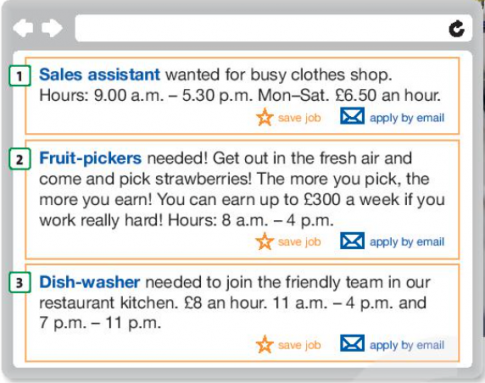 1 Sales assistant wanted for busy clothes shop.
Hours: 9.00 a.m. – 5.30 p.m. Mon–Sat. £6.50 an hour.
save job apply by email
2 Fruit-pickers needed! Get out in the fresh air and
come and pick strawberries! The more you pick, the
more you earn! You can earn up to £300 a week if you
work really hard! Hours: 8 a.m. – 4 p.m.
save job apply by email
3 Dish-washer needed to join the friendly team in our
restaurant kitchen. £8 an hour. 11 a.m. – 4 p.m. and
7 p.m. – 11 p.m.
save job apply by email